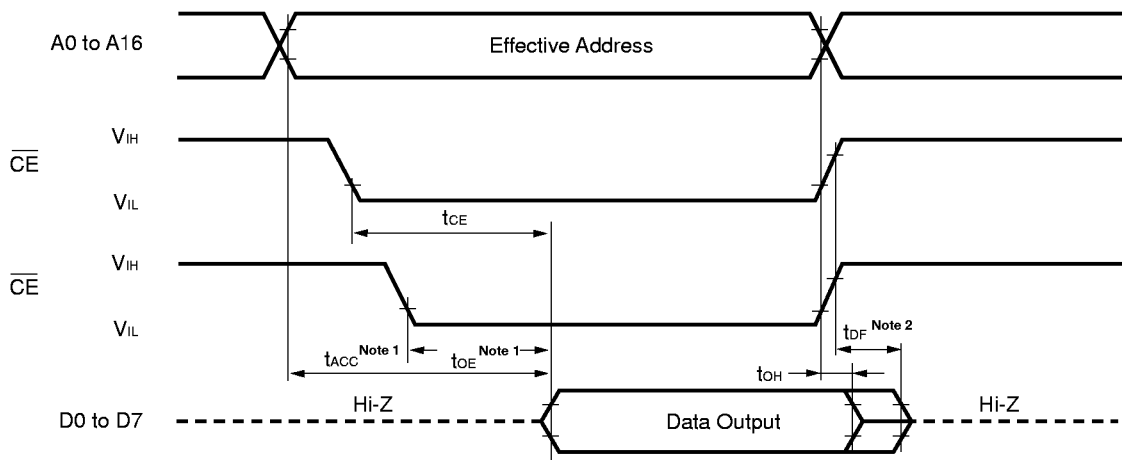 A0 to A16
Effective Address
VIH
CE
VIL
tCE
VIH
CE
VIL
tACC Note 1
tOE Note 1
tDF Note 2
tOH
Hi-Z
D0 to D7
Data Output
Hi-Z